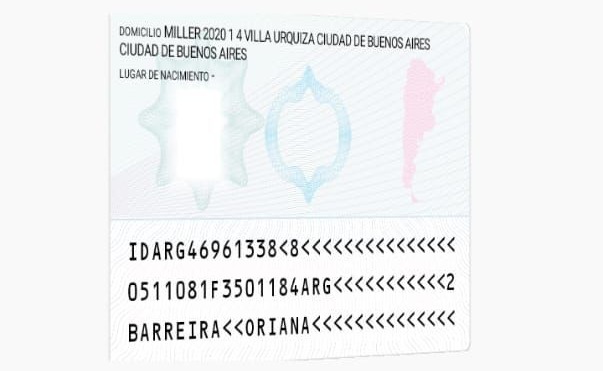 DOMICILIO MILLER 2020 1 4 VILLA URQUIZA CIUDAD DE BUENOS AIRES
CIUDAD DE BUENOS AIRES
LUGAR DE NACIMIENTO -
IDARG46961338<8<<<<<<<<<<<<<<<
0511081F3501184ARG<<<<<<<<<<<2
BARREIRA<<ORIANA<<<<<<<<<<<<<<